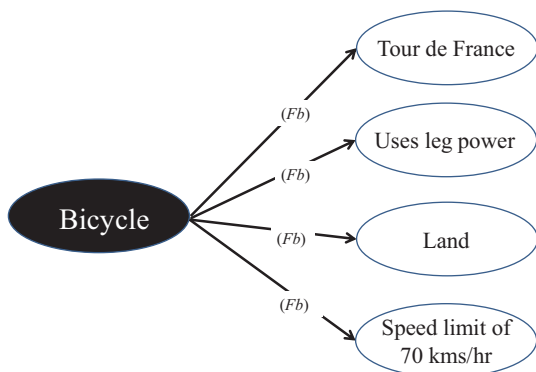 Tour de France
(Fb)
Uses leg power
(Fb)
Bicycle
(Fb)
Land
(Fb)
Speed limit of
70 kms/hr